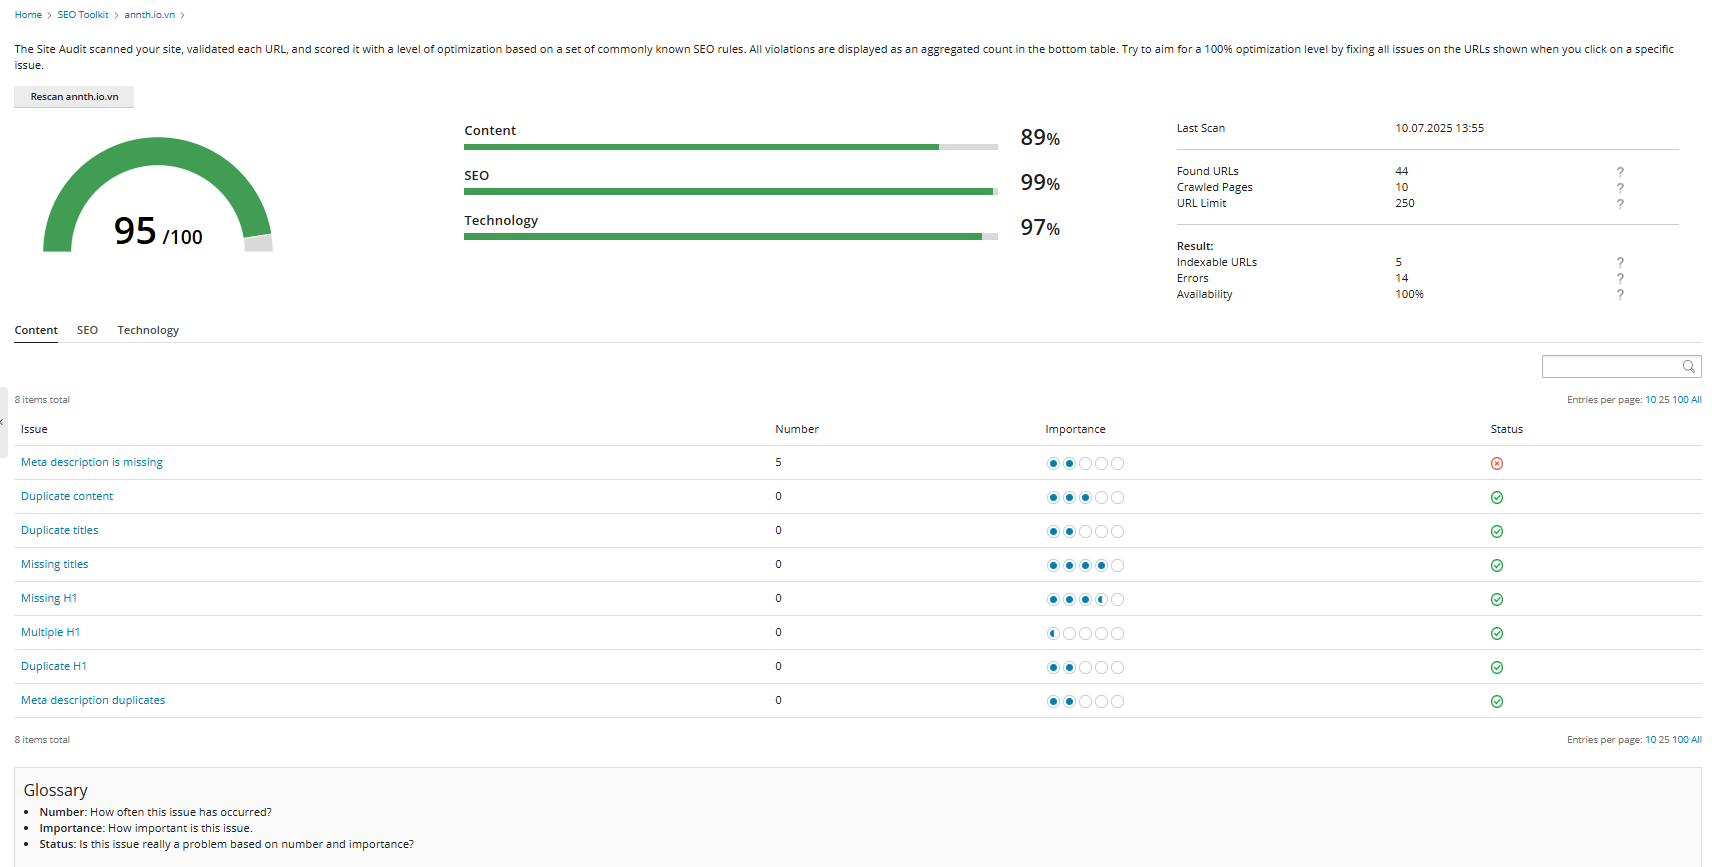 Home > SEO Toolkit > annth.io.vn >
The Site Audit scanned your site, validated each URL, and scored it with a level of optimization based on a set of commonly known SEO rules. All violations are displayed as an aggregated count in the bottom table. Try to aim for a 100% optimization level by fixing all issues on the URLs shown when you click on a specific
issue.
Rescan annth.io.vn
95 /100
Content 89%
SEO 99%
Technology 97%
Last Scan 10.07.2025 13:55
Found URLs 44 ?
Crawled Pages 10 ?
URL Limit 250 ?
Result:
Indexable URLs 5 ?
Errors 14 ?
Availability 100% ?
Content SEO Technology
8 items total Entries per page: 10 25 100 All
Issue Number Importance Status
Meta description is missing 5
Duplicate content 0
Duplicate titles 0
Missing titles 0
Missing H1 0
Multiple H1 0
Duplicate H1 0
Meta description duplicates 0
8 items total Entries per page: 10 25 100 All
Glossary
• Number: How often this issue has occurred?
• Importance: How important is this issue.
• Status: Is this issue really a problem based on number and importance?